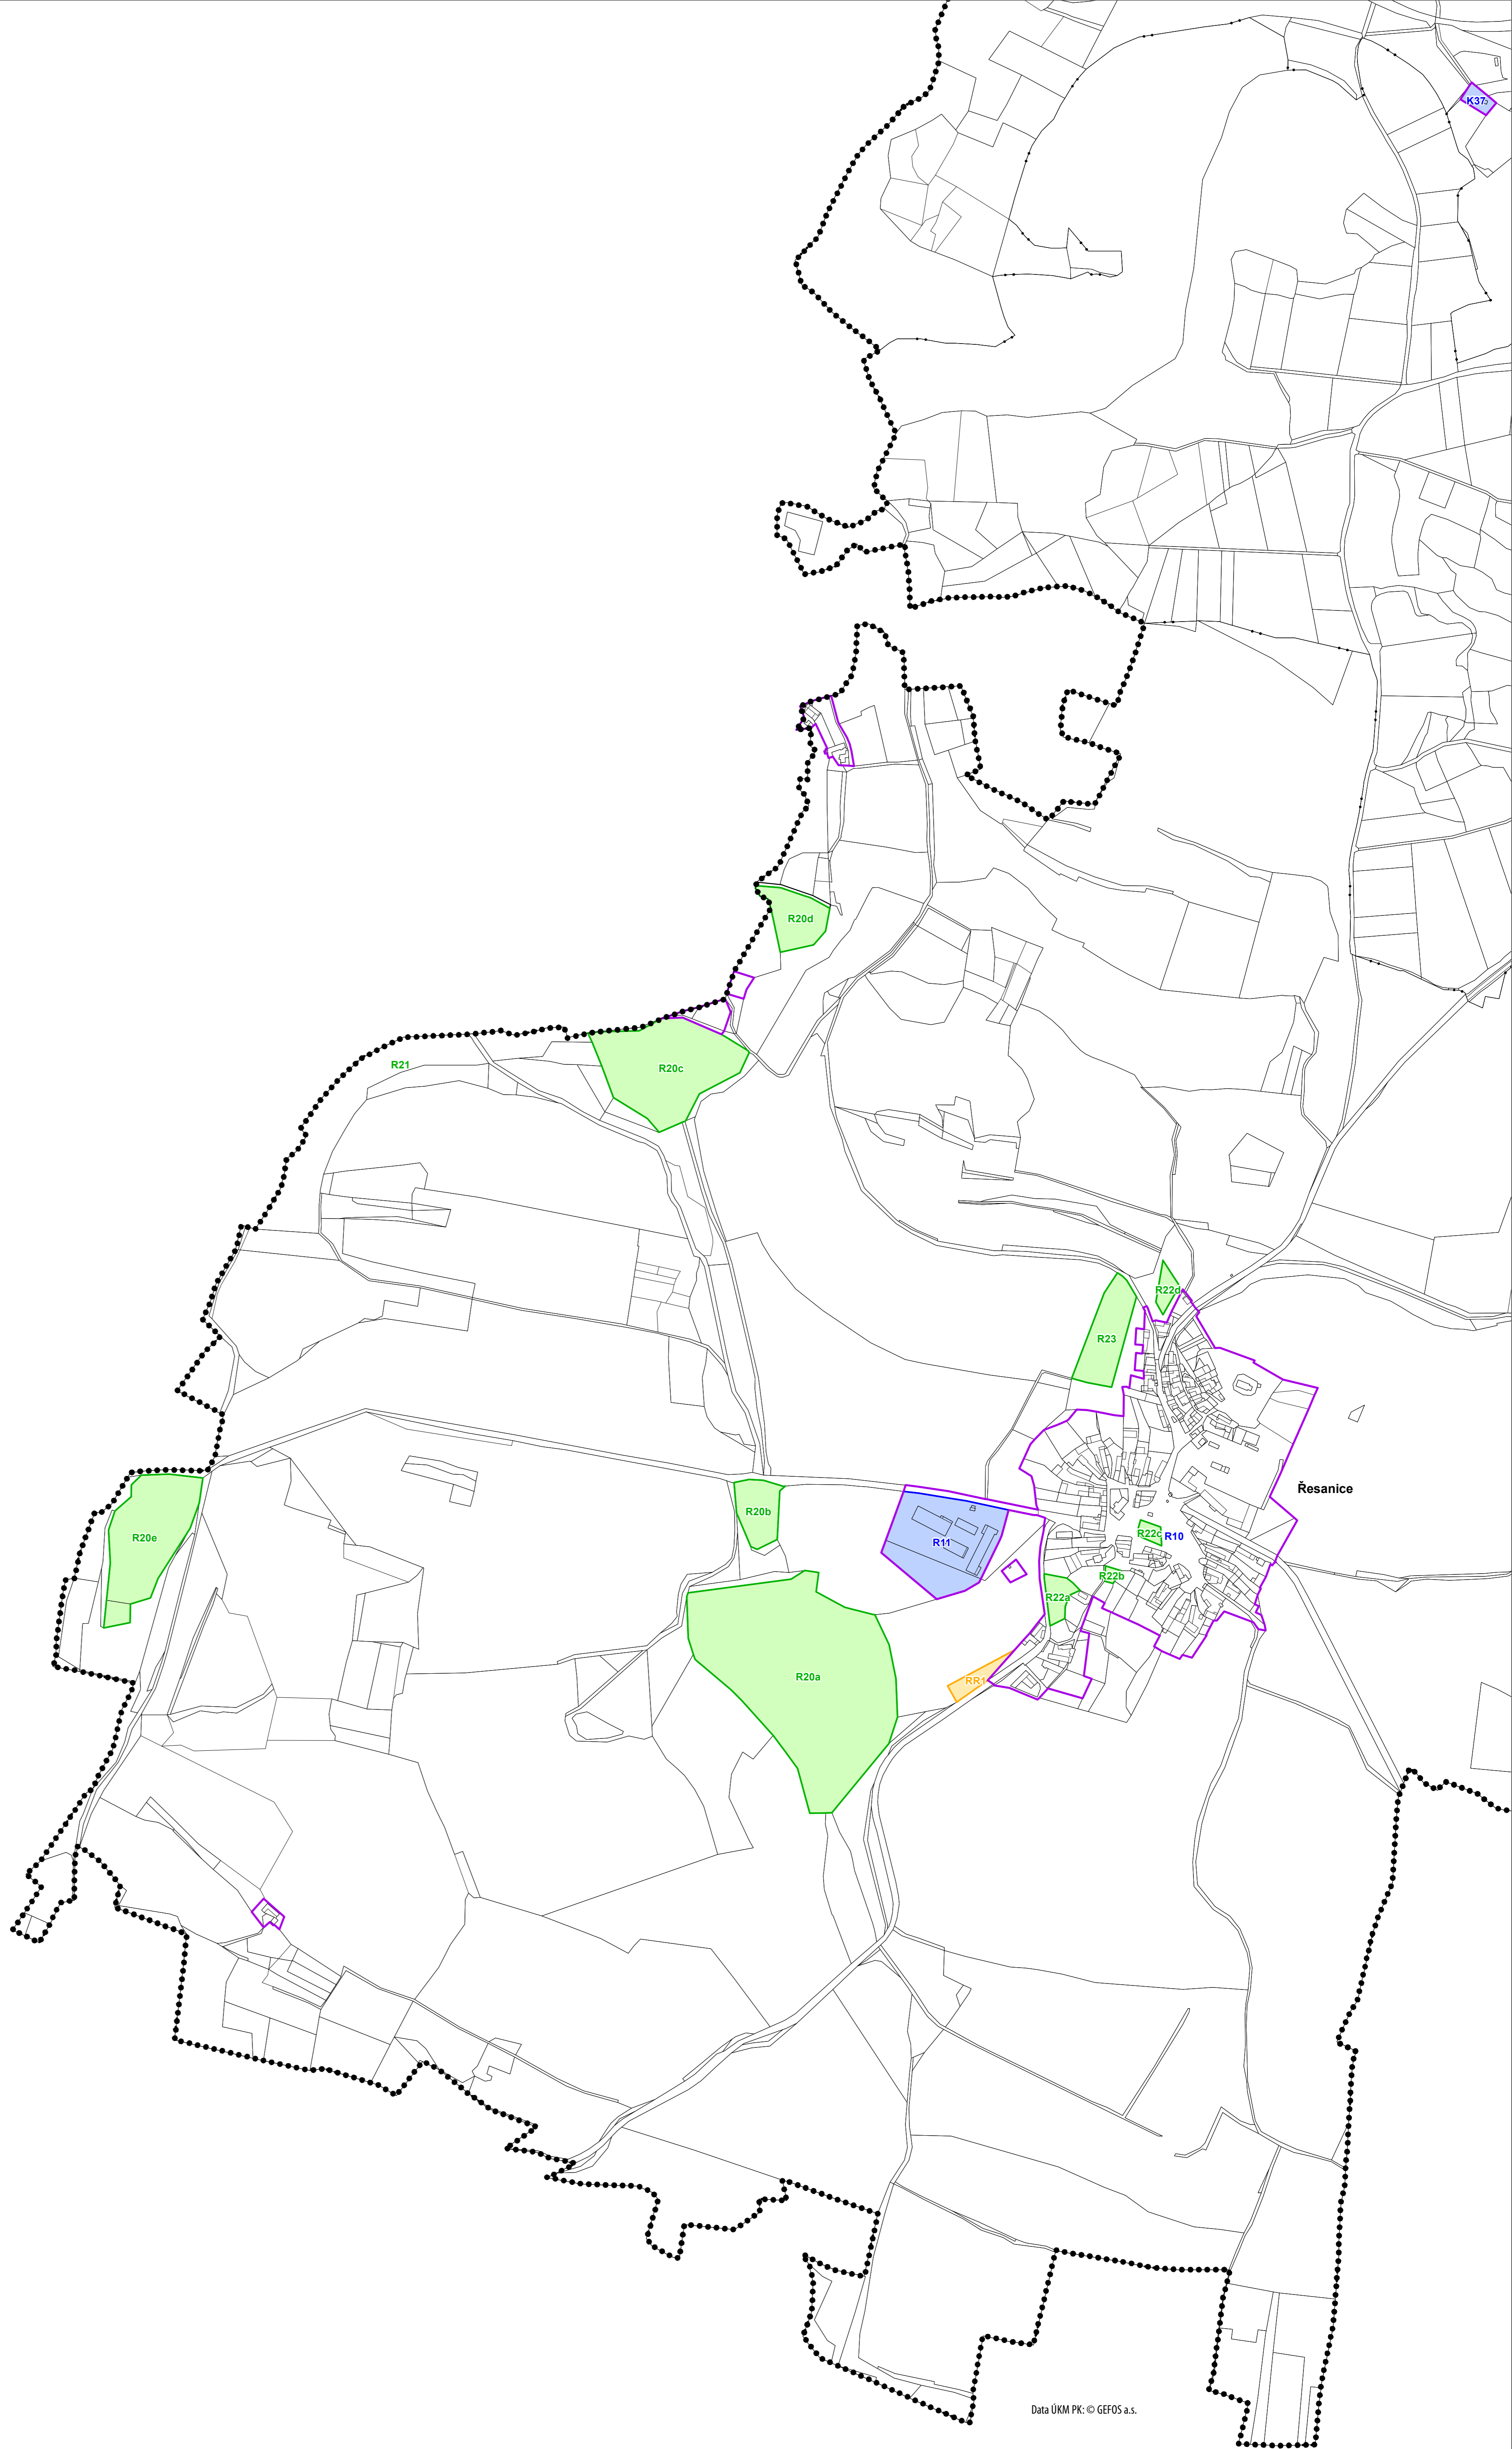 K37
R20d
R21
R20c
R22d
R23
Řesanice
R20b
R11
R22c
R10
R20e
R22b
R22a
R20a
RR1
Data ÚKM PK: © GEFOS a.s.